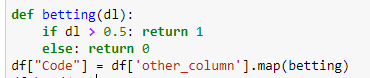 def betting(dl):
    if dl > 0.5: return 1
    else: return 0
df["Code"] = df['other_column'].map(betting)